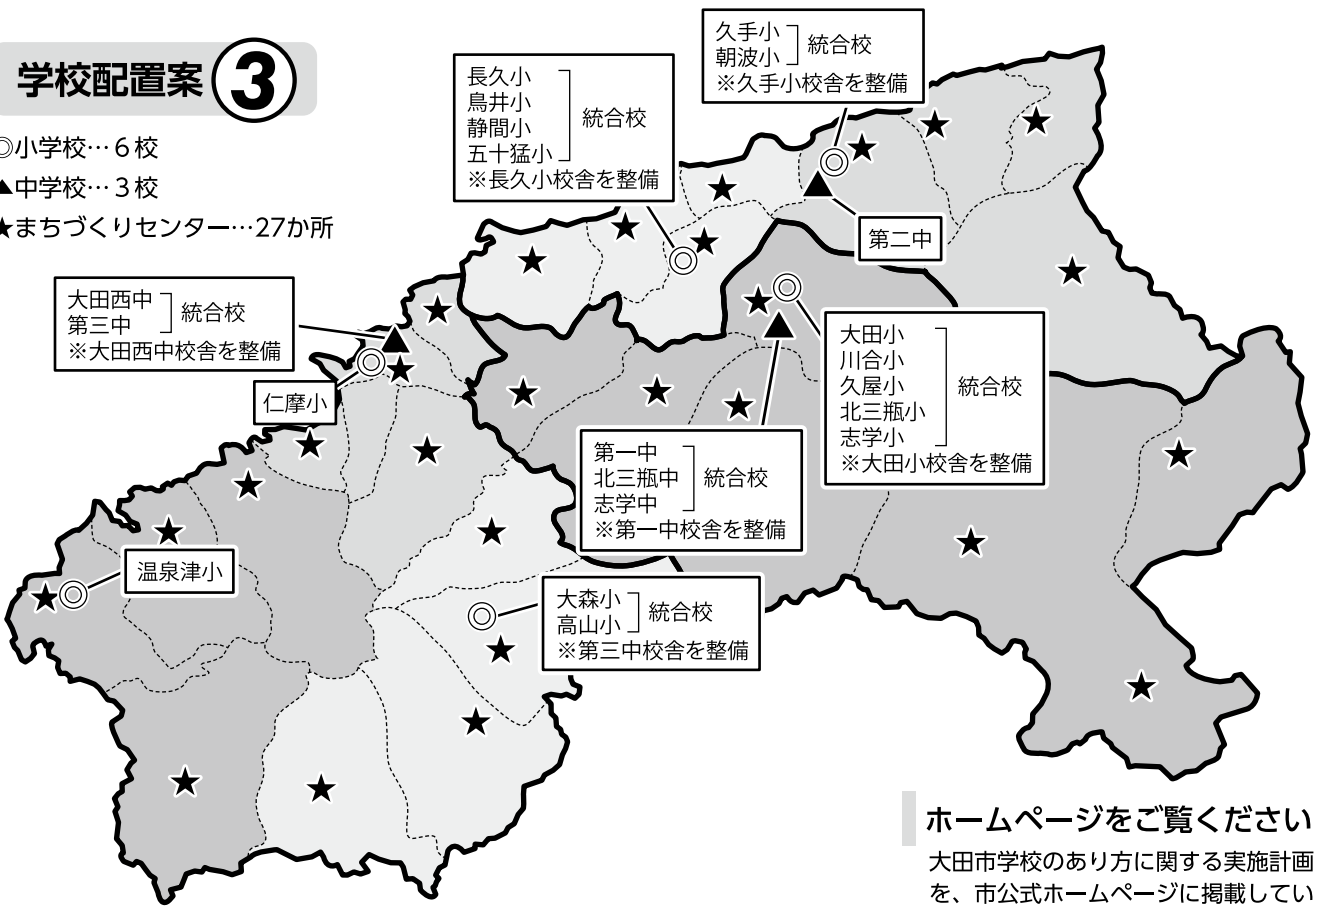 学校配置案③
◎小学校…6校
▲中学校…3校
★まちづくりセンター…27か所
久手小
朝波小
統合校
※久手小校舎を整備
長久小
鳥井小
静間小
五十猛小
統合校
※長久小校舎を整備
第二中
大田西中
第三中
統合校
※大田西中校舎を整備
仁摩小
大田小
川合小
久屋小
北三瓶小
志学小
統合校
※大田小校舎を整備
第一中
北三瓶中
志学中
統合校
※第一中校舎を整備
温泉津小
大森小
高山小
統合校
※第三中校舎を整備
ホームページをご覧ください
大田市学校のあり方に関する実施計画
を、市公式ホームページに掲載してい